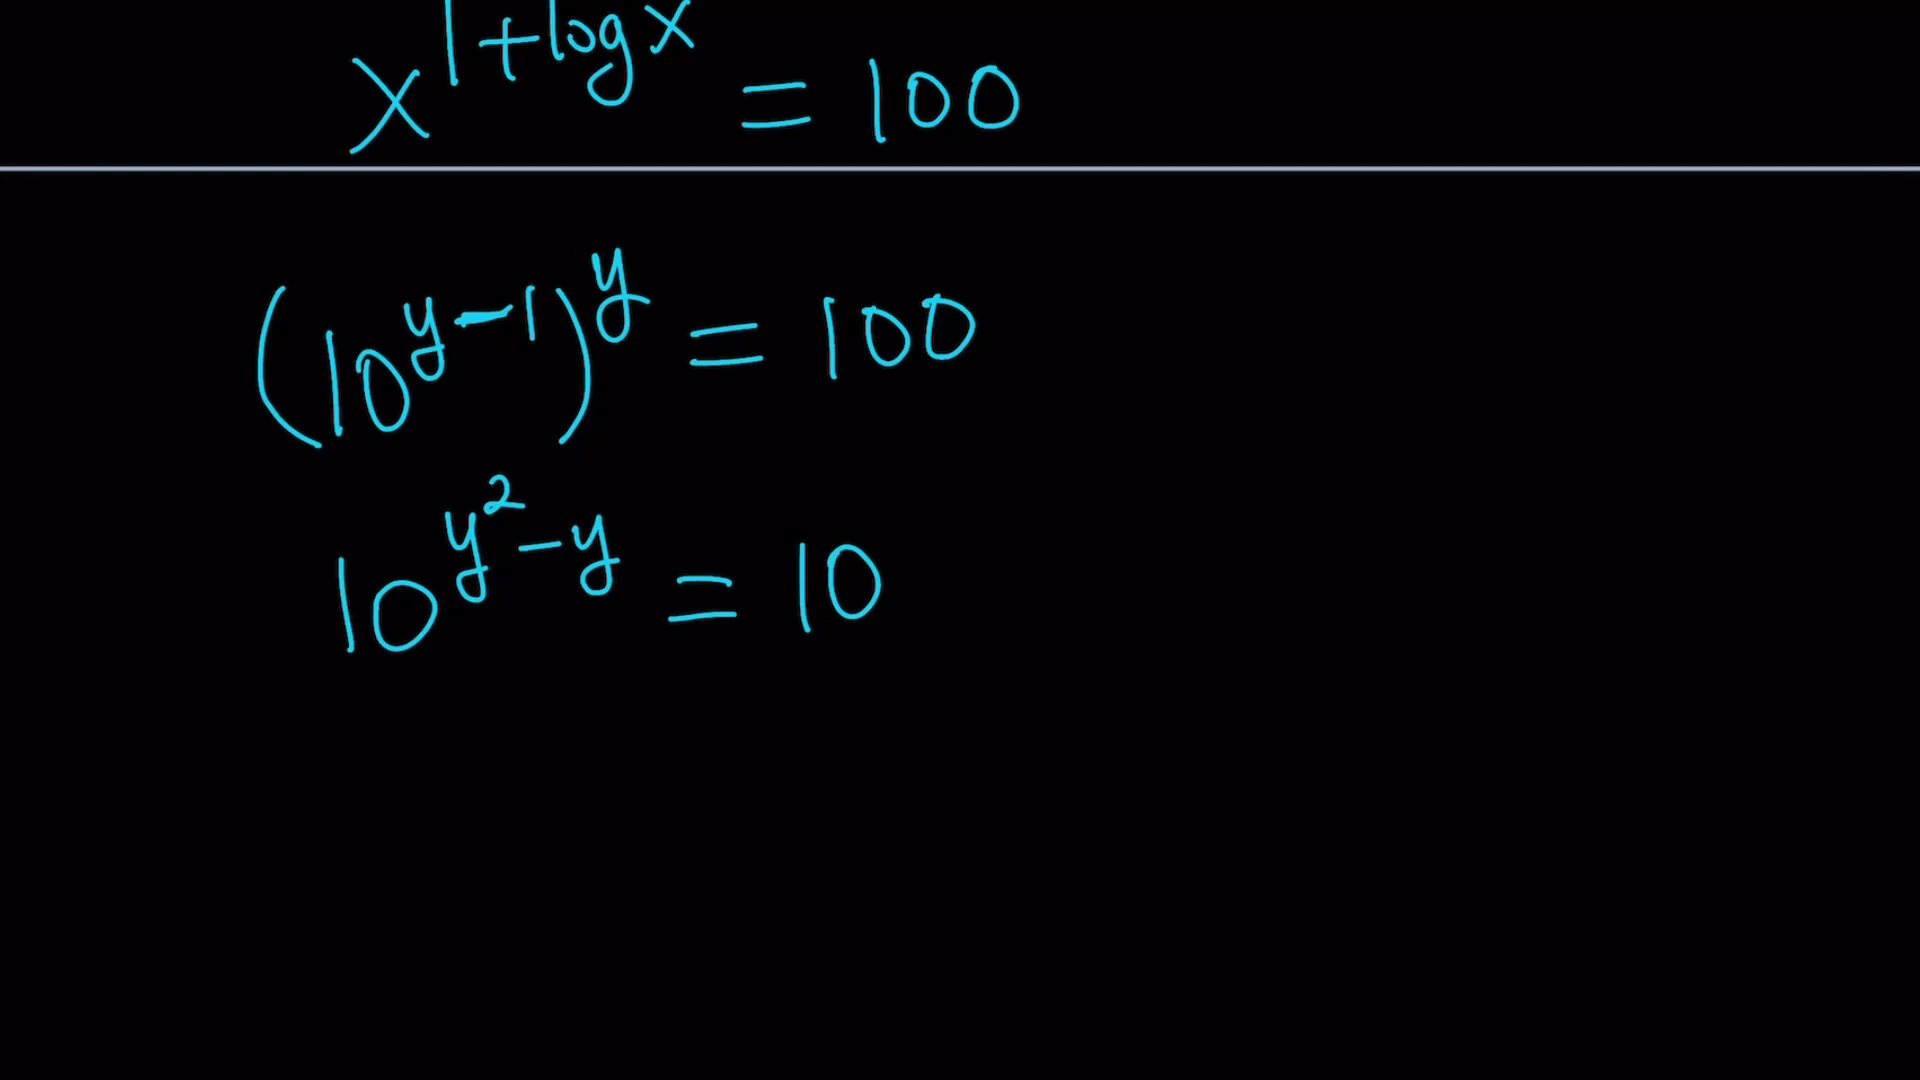 x^{1+log x} = 100
(10^{y-1})^y = 100
10^{y^2-y} = 10